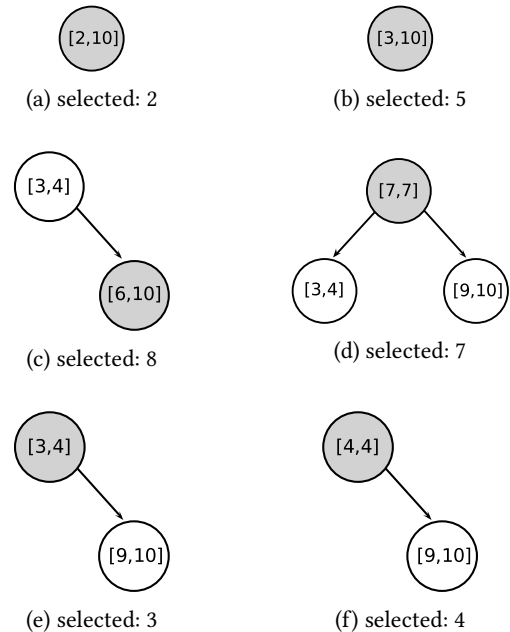 [2,10]
(a) selected: 2
[3,10]
(b) selected: 5
[3,4]
[6,10]
(c) selected: 8
[7,7]
[3,4]
[9,10]
(d) selected: 7
[3,4]
[9,10]
(e) selected: 3
[4,4]
[9,10]
(f) selected: 4